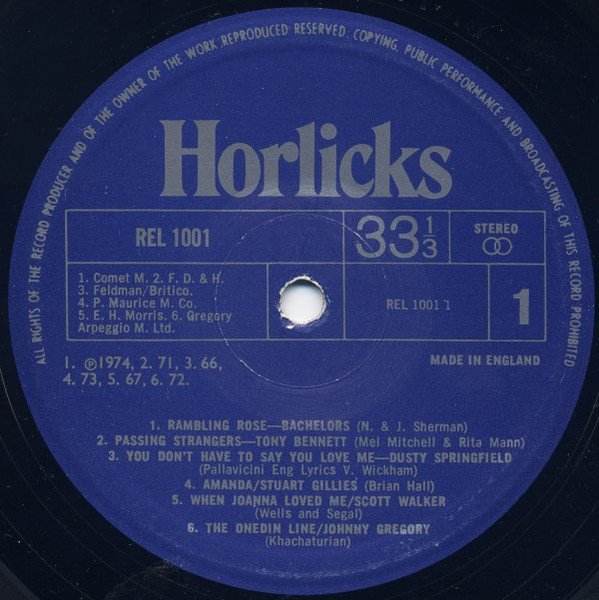 ALL RIGHTS OF THE RECORD PRODUCER AND OF THE OWNER OF THE WORK REPRODUCED RESERVED. COPYING, PUBLIC PERFORMANCE AND BROADCASTING OF THIS RECORD PROHIBITED
Horlicks
REL 1001
33 1/3
STEREO
1. Comet M. 2. F. D. & H.
3. Feldman/Britico.
4. P. Maurice M. Co.
5. E. H. Morris. 6. Gregory
Arpeggio M. Ltd.
REL 1001 1
1
1. ℗1974, 2. 71, 3. 66,
4. 73, 5. 67, 6. 72.
MADE IN ENGLAND
1. RAMBLING ROSE—BACHELORS (N. & J. Sherman)
2. PASSING STRANGERS—TONY BENNETT (Mel Mitchell & Rita Mann)
3. YOU DON'T HAVE TO SAY YOU LOVE ME—DUSTY SPRINGFIELD
(Pallavicini Eng Lyrics V. Wickham)
4. AMANDA/STUART GILLIES (Brian Hall)
5. WHEN JOANNA LOVED ME/SCOTT WALKER
(Wells and Segal)
6. THE ONEDIN LINE/JOHNNY GREGORY
(Khachaturian)